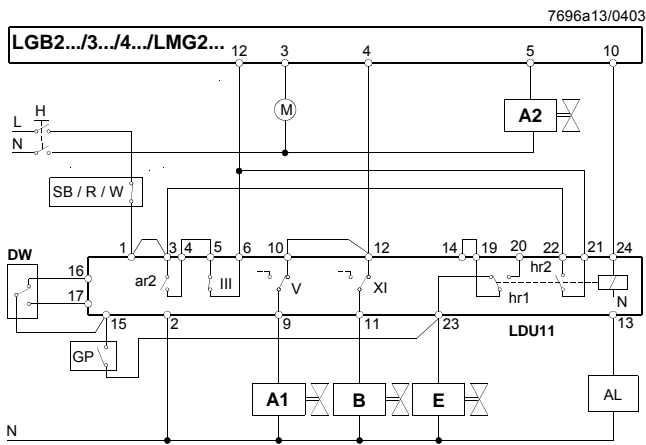 7696a13/0403
LGB2.../3.../4.../LMG2...
12 3 4 5 10
M
A2
H
L
N
SB / R / W
1 3 4 5 6 10 12 14 19 20 22 21 24
DW
16
17
ar2 III V XI hr1 hr2 N
15 2 9 11 23 LDU11 13
GP
A1 B E AL
N